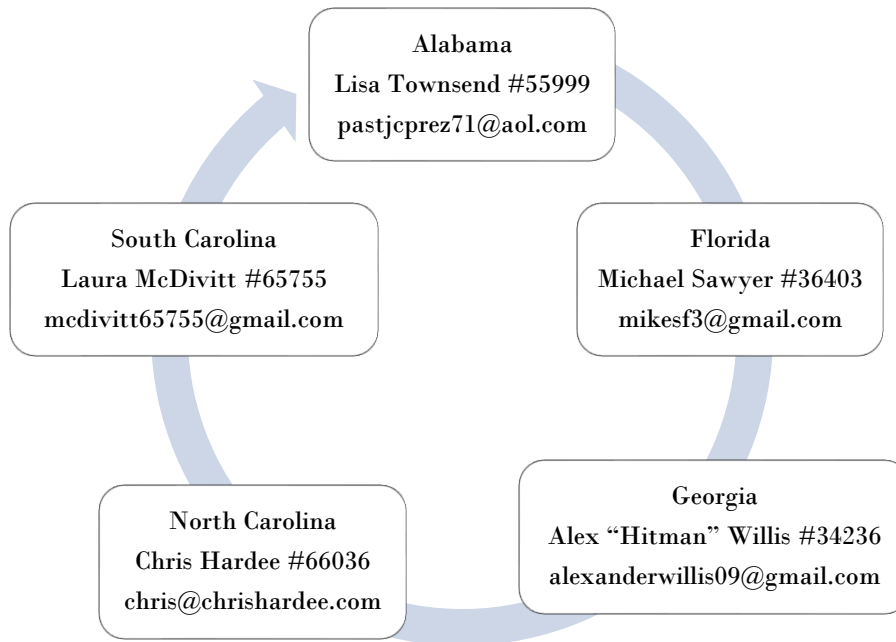 Alabama
Lisa Townsend #55999
pastjcprez71@aol.com
Florida
Michael Sawyer #36403
mikesf3@gmail.com
Georgia
Alex “Hitman” Willis #34236
alexanderwillis09@gmail.com
North Carolina
Chris Hardee #66036
chris@chrishardee.com
South Carolina
Laura McDivitt #65755
mcdivitt65755@gmail.com